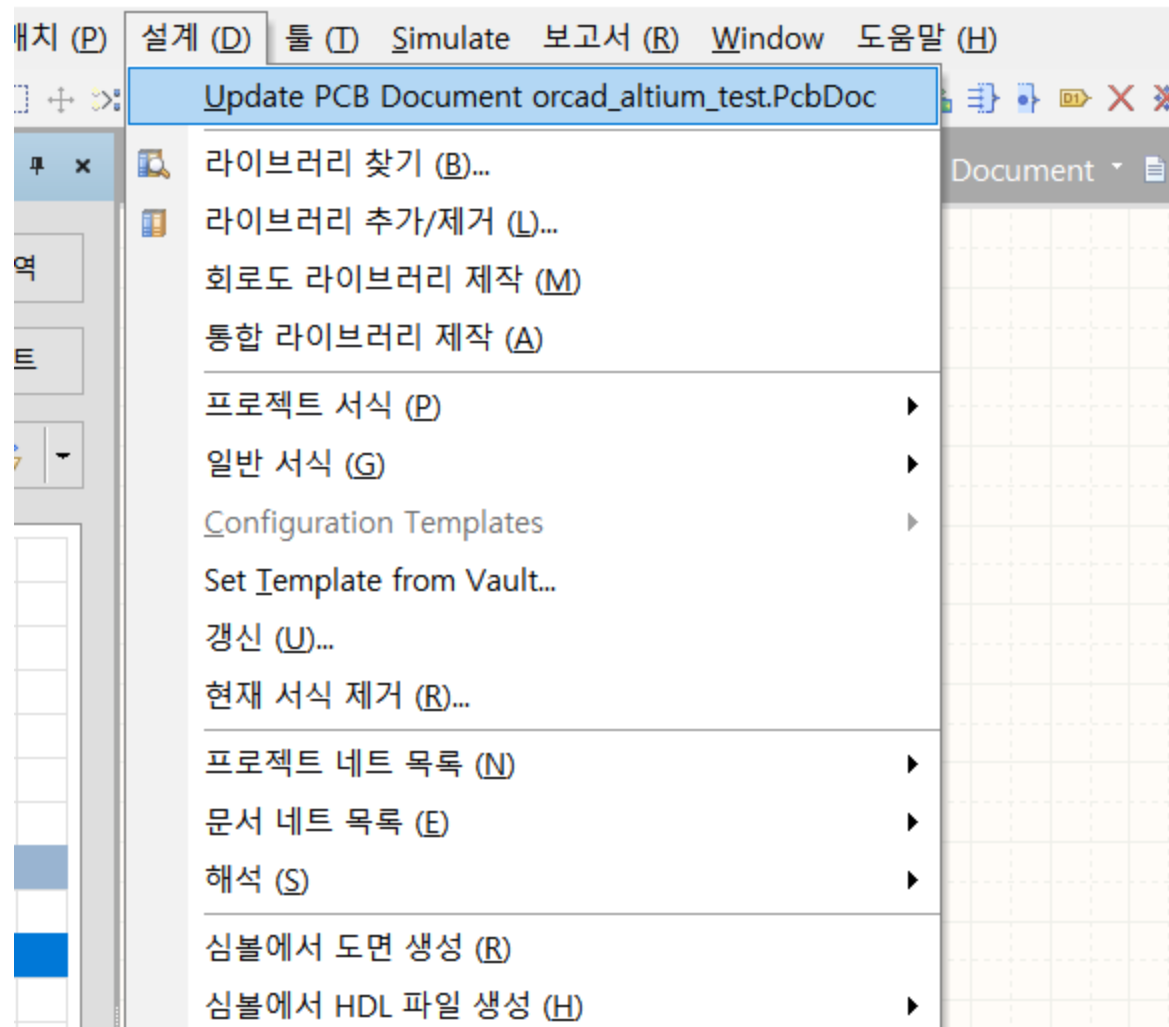 배치 (P) 설계 (D) 툴 (T) Simulate 보고서 (R) Window 도움말 (H)
Update PCB Document orcad_altium_test.PcbDoc
D1
Document
라이브러리 찾기 (B)...
라이브러리 추가/제거 (L)...
역
회로도 라이브러리 제작 (M)
통합 라이브러리 제작 (A)
트
프로젝트 서식 (P)
일반 서식 (G)
Configuration Templates
Set Template from Vault...
갱신 (U)...
현재 서식 제거 (R)...
프로젝트 네트 목록 (N)
문서 네트 목록 (E)
해석 (S)
심볼에서 도면 생성 (R)
심볼에서 HDL 파일 생성 (H)